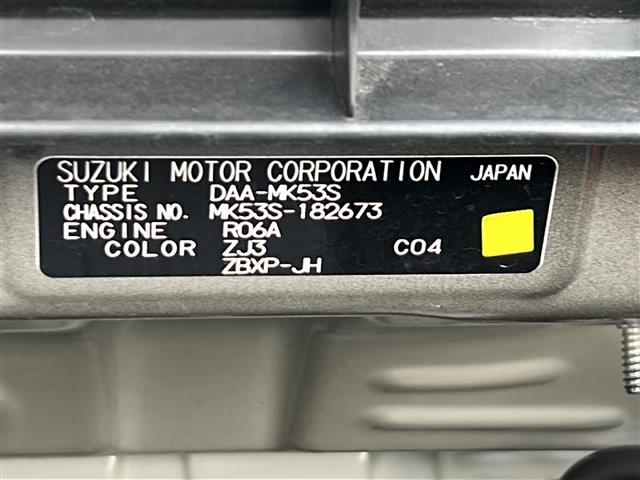 SUZUKI MOTOR CORPORATION JAPAN
TYPE DAA-MK53S
CHASSIS NO. MK53S-182673
ENGINE R06A
COLOR ZJ3 C04
ZBXP-JH